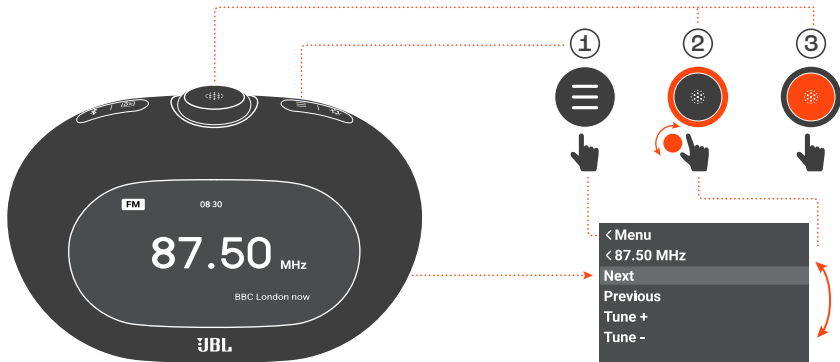 1 2 3
FM 08:30
87.50 MHz
BBC London now
JBL
< Menu
< 87.50 MHz
Next
Previous
Tune +
Tune -